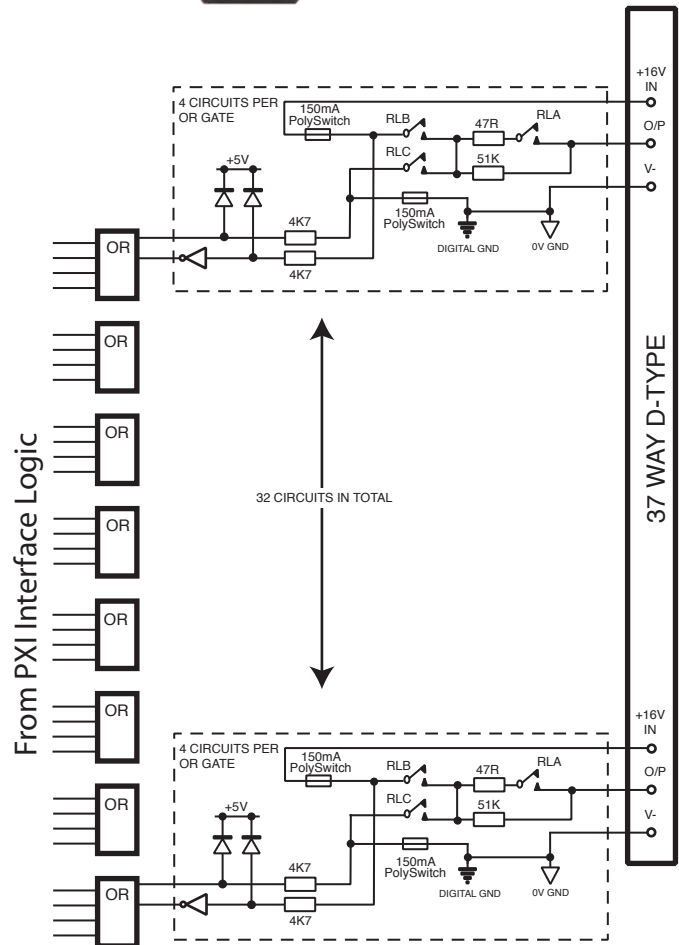 4 CIRCUITS PER
OR GATE
150mA
PolySwitch
RLB
47R
RLA
+16V
IN
O/P
V-
RLC
51K
+5V
150mA
PolySwitch
4K7
4K7
DIGITAL GND
0V GND
OR
OR
OR
OR
OR
OR
OR
OR
From PXI Interface Logic
32 CIRCUITS IN TOTAL
37 WAY D-TYPE
4 CIRCUITS PER
OR GATE
150mA
PolySwitch
RLB
47R
RLA
+16V
IN
O/P
V-
RLC
51K
+5V
150mA
PolySwitch
4K7
4K7
DIGITAL GND
0V GND